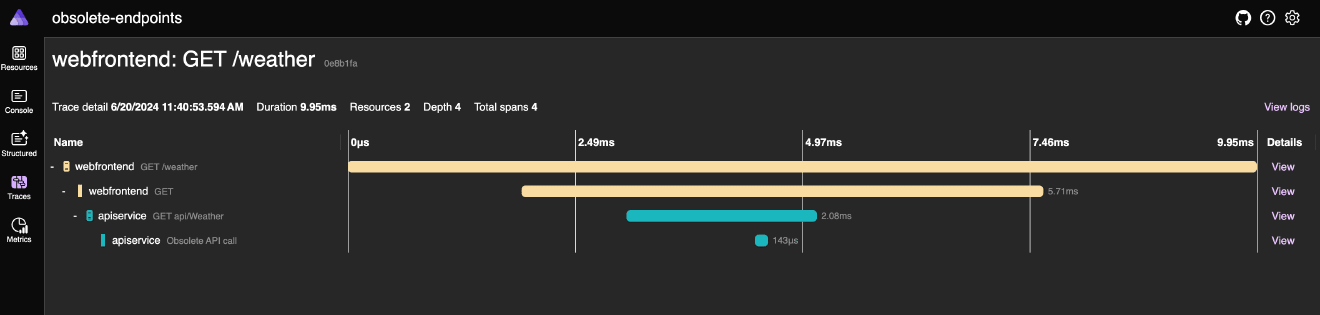 obsolete-endpoints
Resources
Console
Structured
Traces
Metrics
webfrontend: GET /weather 0e8b1fa
Trace detail 6/20/2024 11:40:53.594 AM Duration 9.95ms Resources 2 Depth 4 Total spans 4 View logs
Name 0μs 2.49ms 4.97ms 7.46ms 9.95ms Details
- webfrontend GET /weather View
- webfrontend GET 5.71ms View
- apiservice GET api/Weather 2.08ms View
apiservice Obsolete API call 143μs View